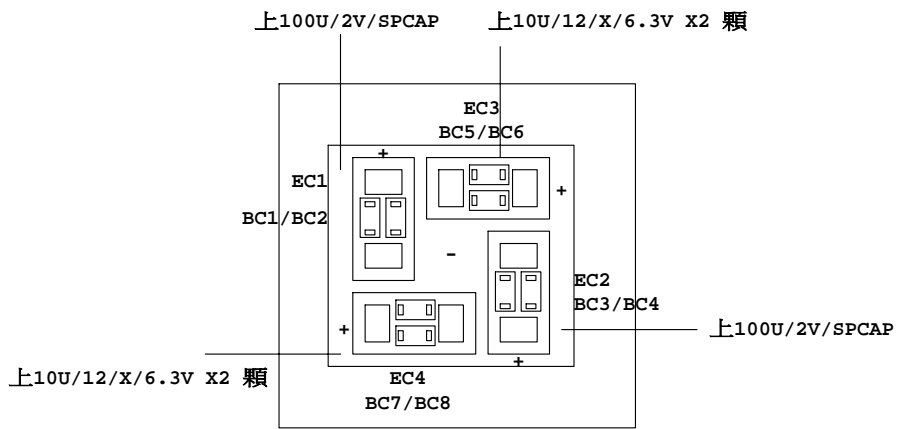 上100U/2V/SPCAP
上10U/12/X/6.3V X2 顆
EC3
BC5/BC6
+
EC1
+
BC1/BC2
-
EC2
BC3/BC4
+
上100U/2V/SPCAP
+
上10U/12/X/6.3V X2 顆
EC4
BC7/BC8